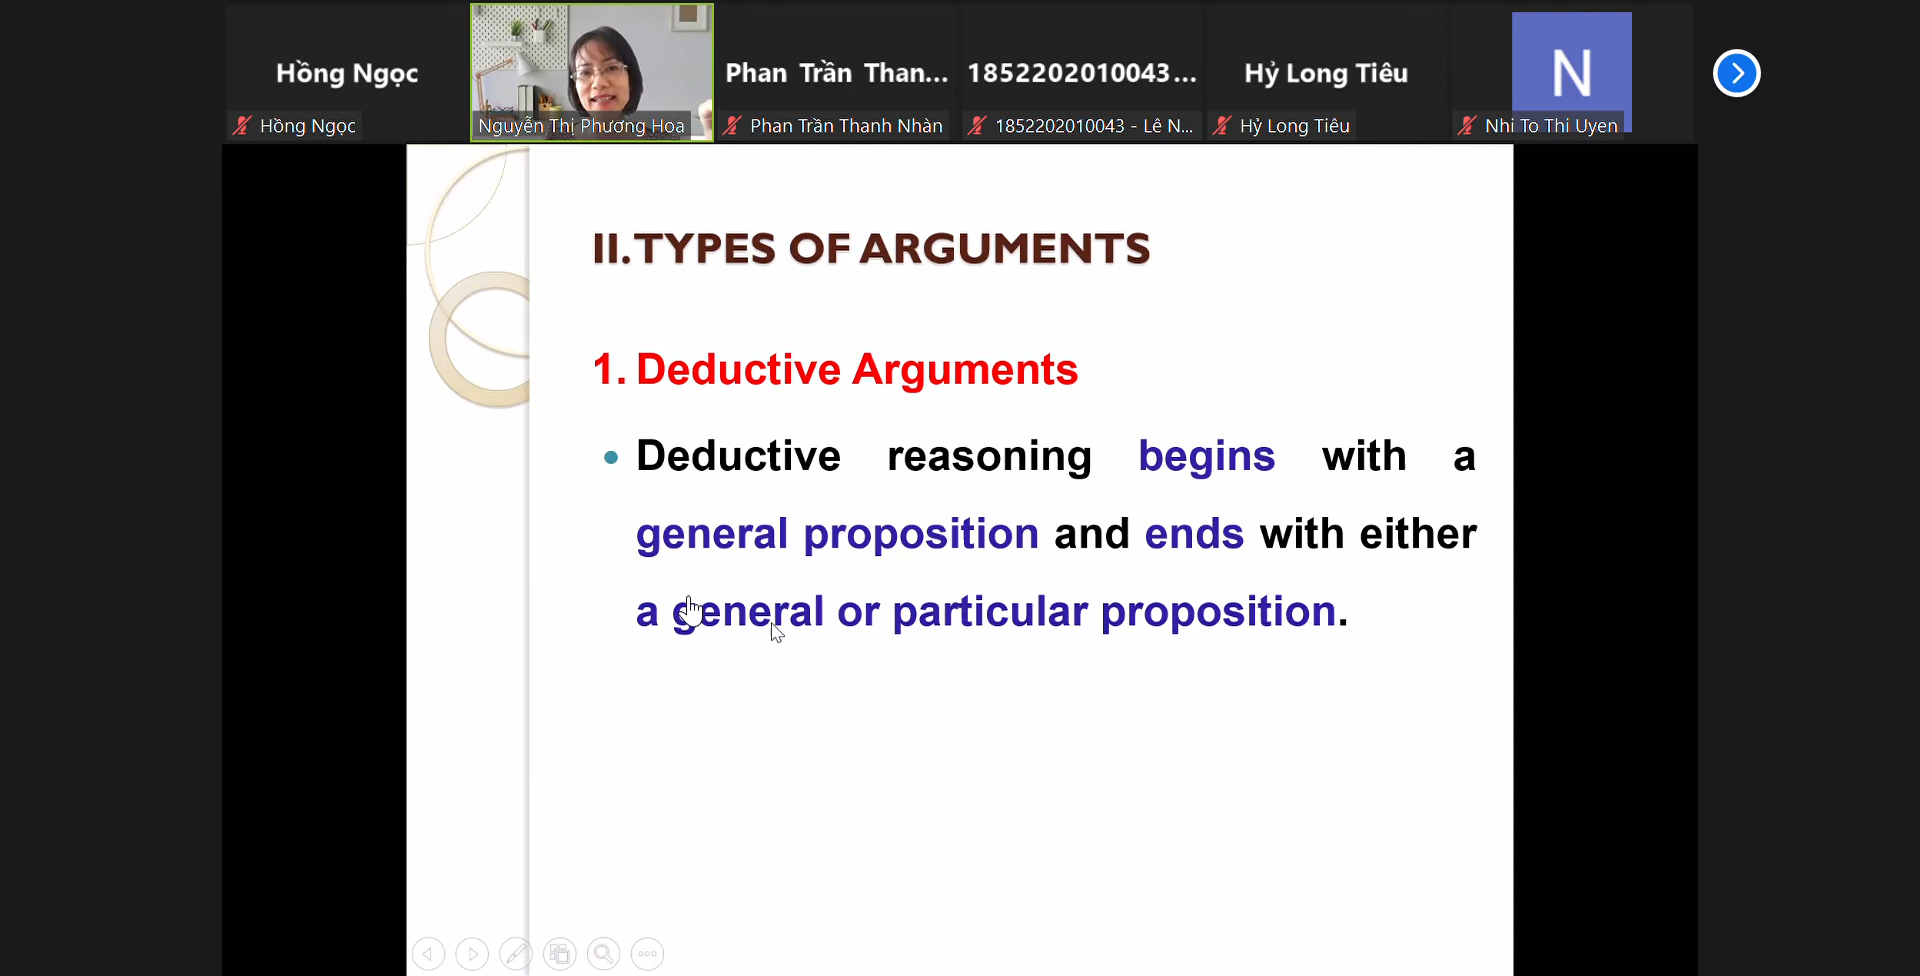 Hồng Ngọc
Phan Trần Than...
1852202010043...
Hỷ Long Tiêu
N
Hồng Ngọc
Nguyễn Thị Phương Hoa
Phan Trần Thanh Nhàn
1852202010043 - Lê N...
Hỷ Long Tiêu
Nhi To Thi Uyen
II.TYPES OF ARGUMENTS
1. Deductive Arguments
• Deductive reasoning begins with a
general proposition and ends with either
a general or particular proposition.